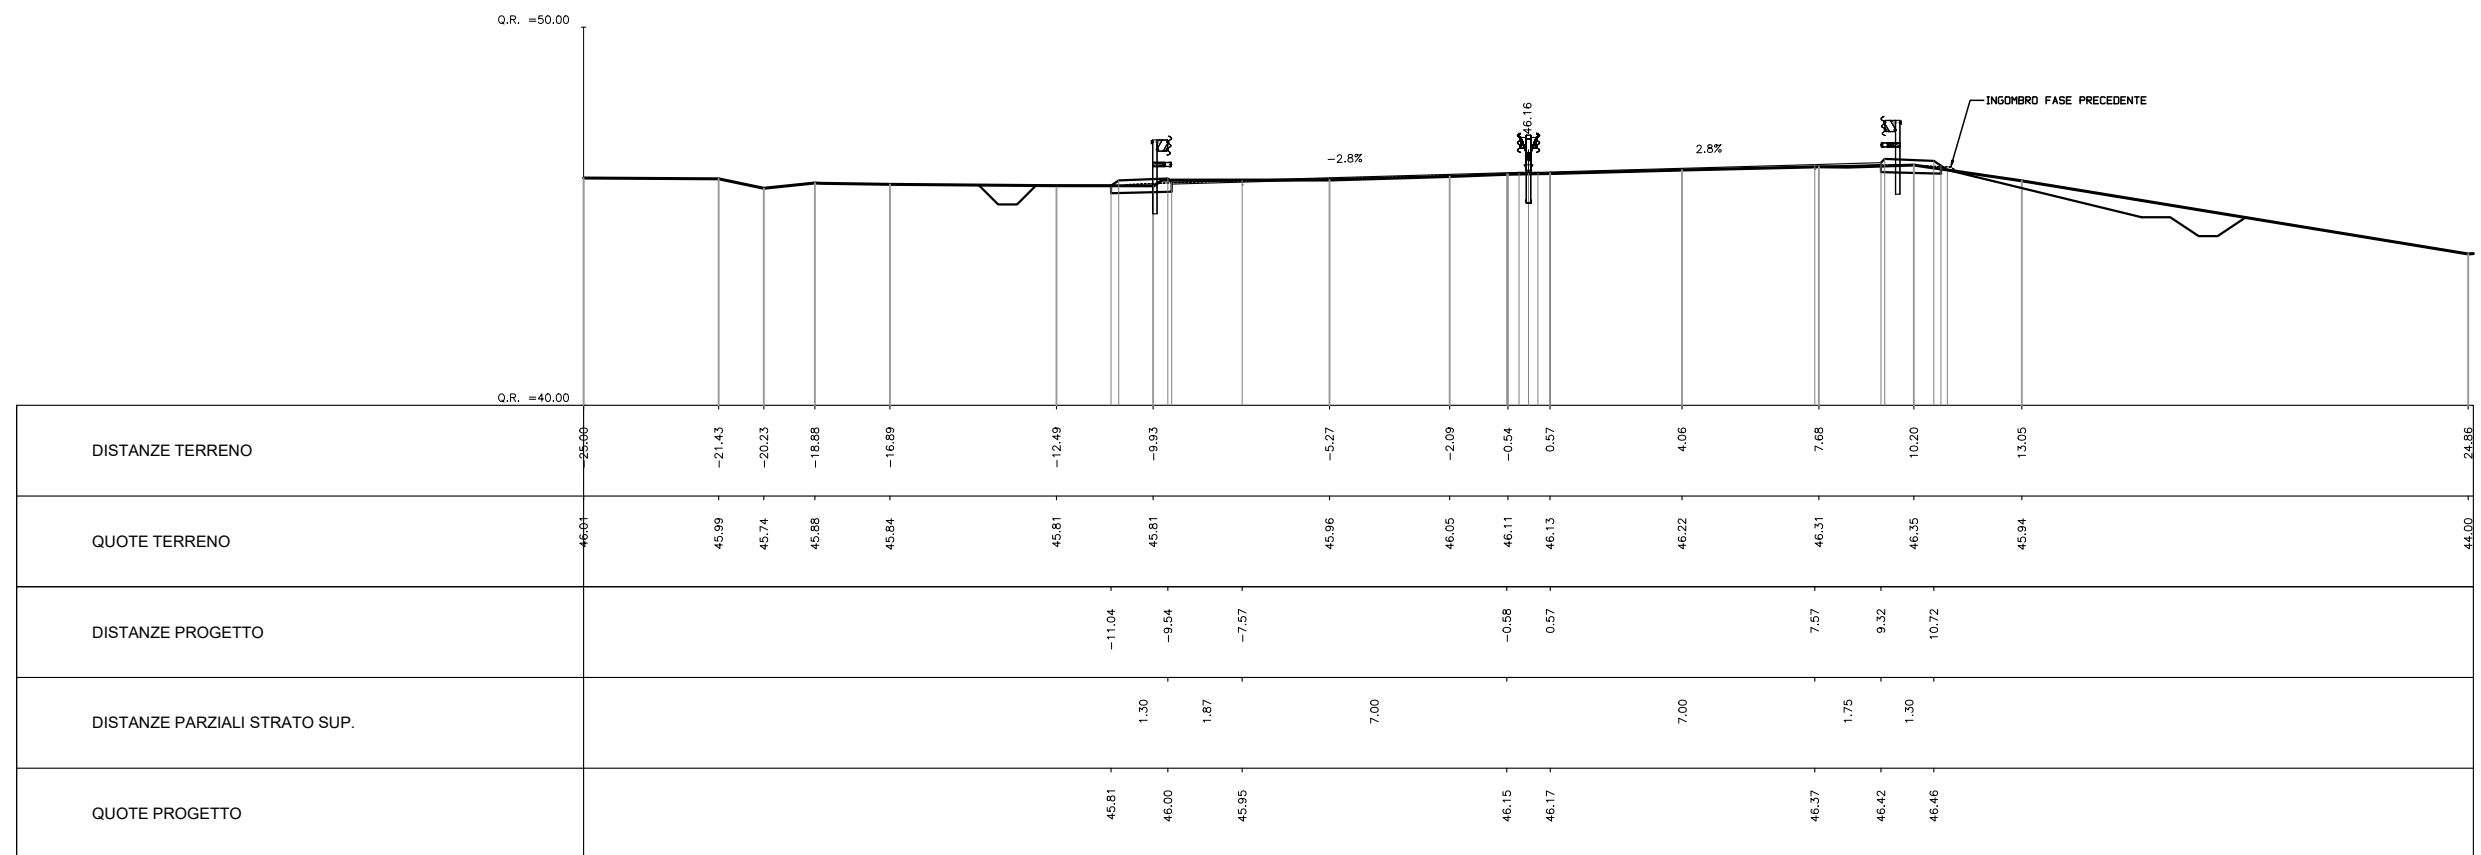 Q.R. =50.00
46.16
INGOMBRO FASE PRECEDENTE
-2.8%
2.8%
Q.R. =40.00
DISTANZE TERRENO
-25.00 -21.43 -20.23 -18.88 -16.89 -12.49 -9.93 -5.27 -2.09 -0.54 0.57 4.06 7.68 10.20 13.05 24.86
QUOTE TERRENO
46.01 45.99 45.74 45.88 45.84 45.81 45.81 45.96 46.05 46.11 46.13 46.22 46.31 46.35 45.94 44.00
DISTANZE PROGETTO
-11.04 -9.54 -7.57 -0.58 0.57 7.57 9.32 10.72
DISTANZE PARZIALI STRATO SUP.
1.30 1.87 7.00 7.00 1.75 1.30
QUOTE PROGETTO
45.81 46.00 45.95 46.15 46.17 46.37 46.42 46.46